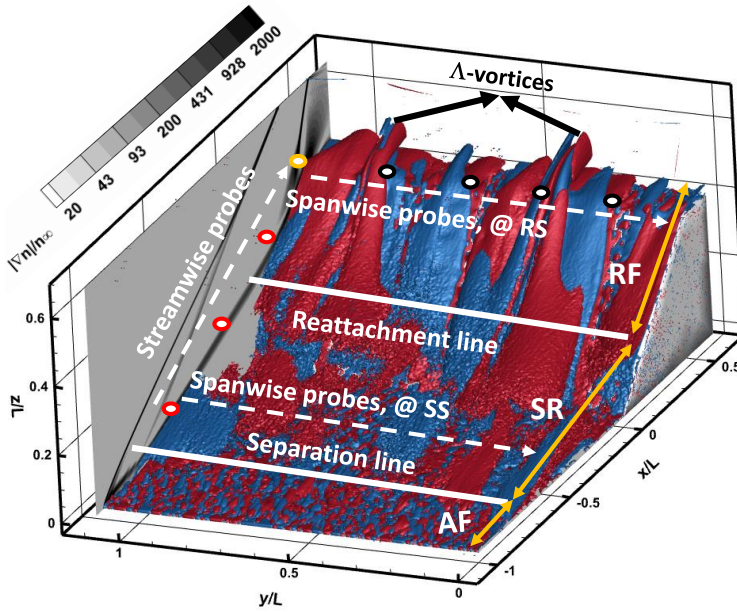 2000
928
431
200
93
43
20
|∇n|/n∞
Λ-vortices
Streamwise probes
Spanwise probes, @ RS
RF
Reattachment line
Spanwise probes, @ SS
SR
Separation line
AF
0.6
0.4
0.2
0
z/L
1
0.5
0
y/L
-1
-0.5
0
0.5
x/L